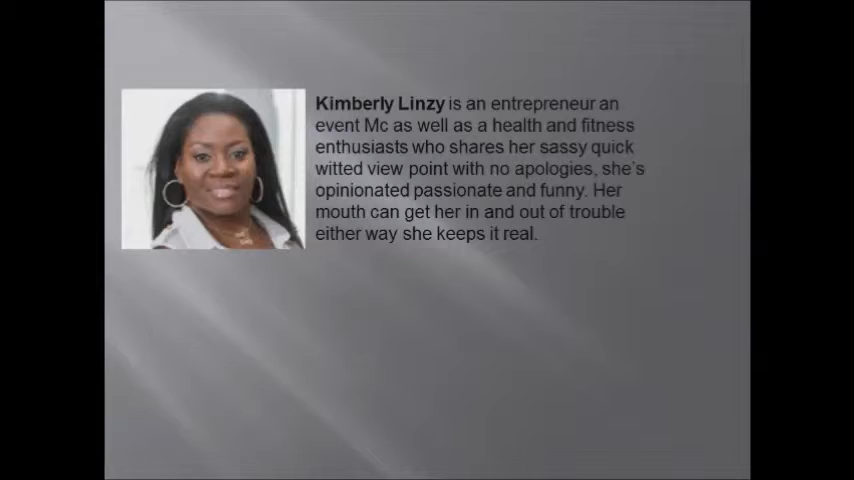 Kimberly Linzy is an entrepreneur an
event Mc as well as a health and fitness
enthusiasts who shares her sassy quick
witted view point with no apologies, she's
opinionated passionate and funny. Her
mouth can get her in and out of trouble
either way she keeps it real.